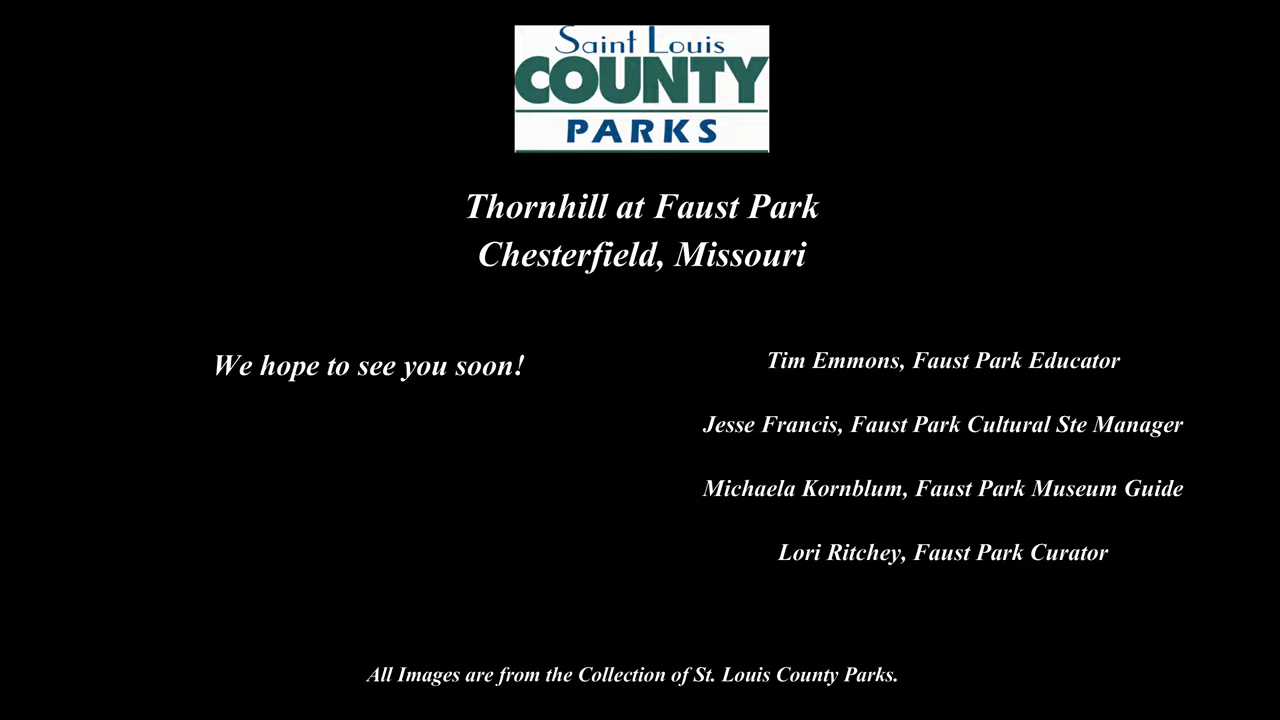 Saint Louis
COUNTY
PARKS
Thornhill at Faust Park
Chesterfield, Missouri
We hope to see you soon!
Tim Emmons, Faust Park Educator
Jesse Francis, Faust Park Cultural Ste Manager
Michaela Kornblum, Faust Park Museum Guide
Lori Ritchey, Faust Park Curator
All Images are from the Collection of St. Louis County Parks.